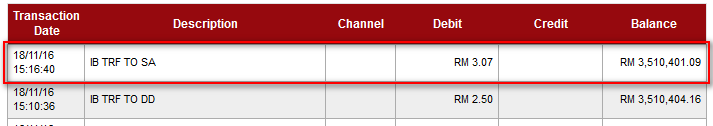 Transaction Date Description Channel Debit Credit Balance
18/11/16
15:16:40 IB TRF TO SA RM 3.07 RM 3,510,401.09
18/11/16
15:10:36 IB TRF TO DD RM 2.50 RM 3,510,404.16